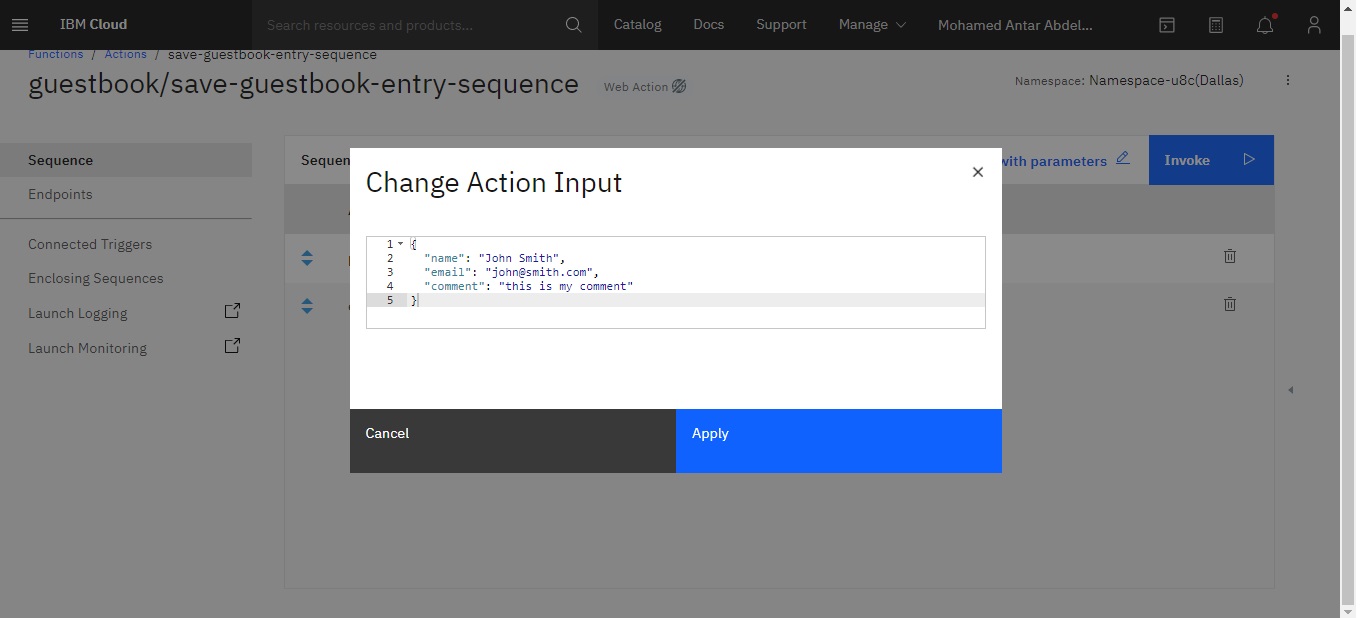 IBM Cloud
Search resources and products...
Catalog
Docs
Support
Manage
Mohamed Antar Abdel...
Functions / Actions / save-guestbook-entry-sequence
guestbook/save-guestbook-entry-sequence
Web Action
Namespace: Namespace-u8c(Dallas)
Sequence
Endpoints
Connected Triggers
Enclosing Sequences
Launch Logging
Launch Monitoring
with parameters
Invoke
Change Action Input
1 {
2 "name": "John Smith",
3 "email": "john@smith.com",
4 "comment": "this is my comment"
5 }
Cancel
Apply